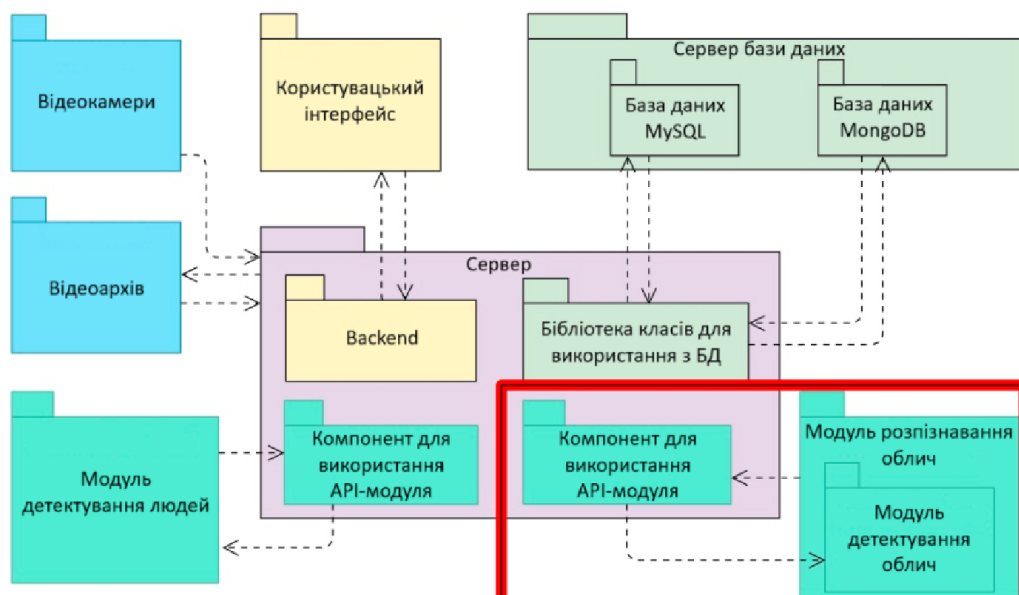 Відеокамери
Користувацький
інтерфейс
Сервер бази даних
База даних
MySQL
База даних
MongoDB
Відеоархів
Сервер
Backend
Бібліотека класів для
використання з БД
Модуль
детектування людей
Компонент для
використання
API-модуля
Компонент для
використання
API-модуля
Модуль розпізнавання
облич
Модуль
детектування
облич